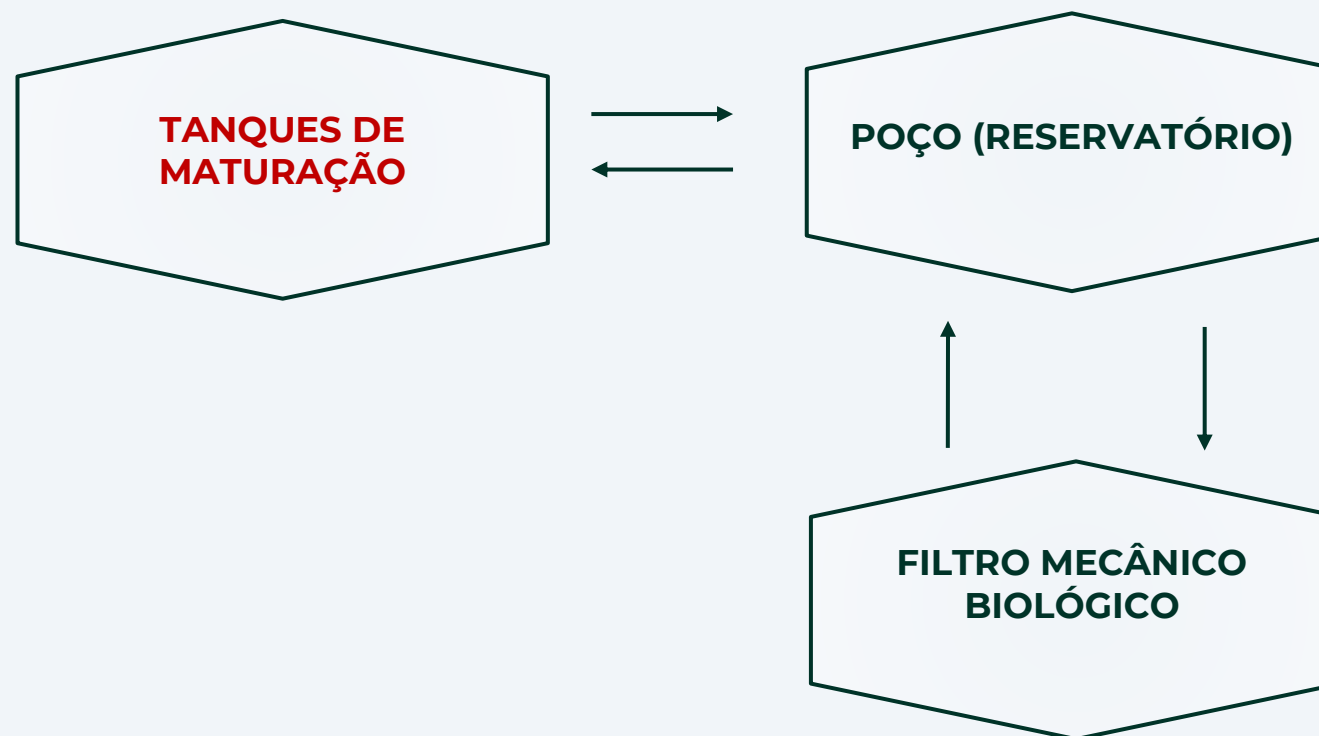 TANQUES DE
MATURAÇÃO
POÇO (RESERVATÓRIO)
FILTRO MECÂNICO
BIOLÓGICO